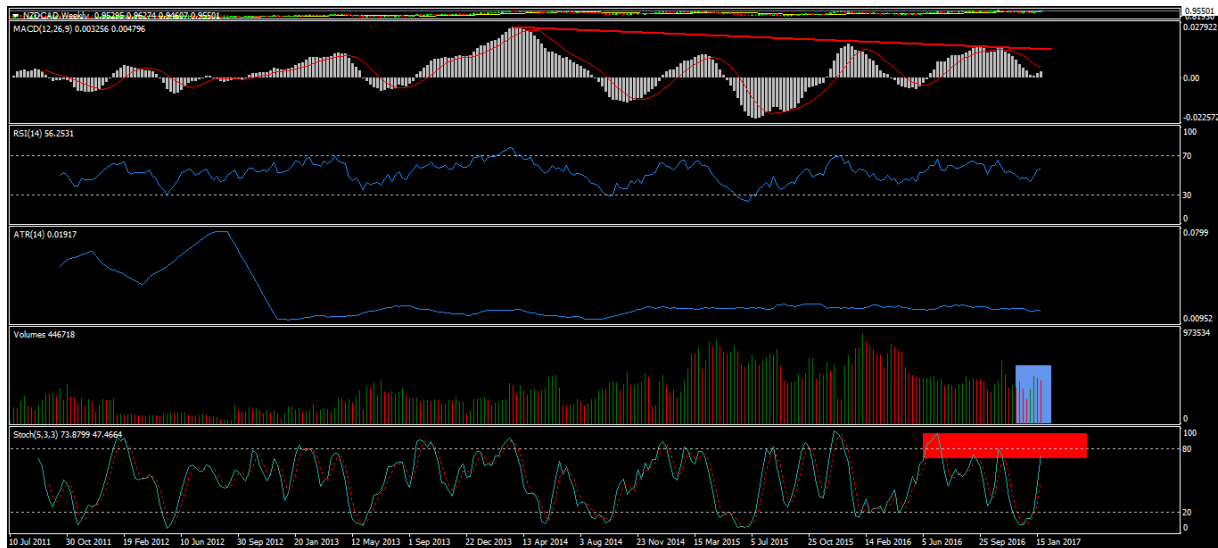 NZDCAD,Weekly 0.95295 0.96274 0.94607 0.95501
0.95501
MACD(12,26,9) 0.003256 0.004796
0.027922
0.00
-0.022572
RSI(14) 56.2531
100
70
30
0
ATR(14) 0.01917
0.0799
0.00952
Volumes 446718
973534
0
Stoch(5,3,3) 73.8799 47.4664
100
80
20
0
10 Jul 2011 30 Oct 2011 19 Feb 2012 10 Jun 2012 30 Sep 2012 20 Jan 2013 12 May 2013 1 Sep 2013 22 Dec 2013 13 Apr 2014 3 Aug 2014 23 Nov 2014 15 Mar 2015 5 Jul 2015 25 Oct 2015 14 Feb 2016 5 Jun 2016 25 Sep 2016 15 Jan 2017